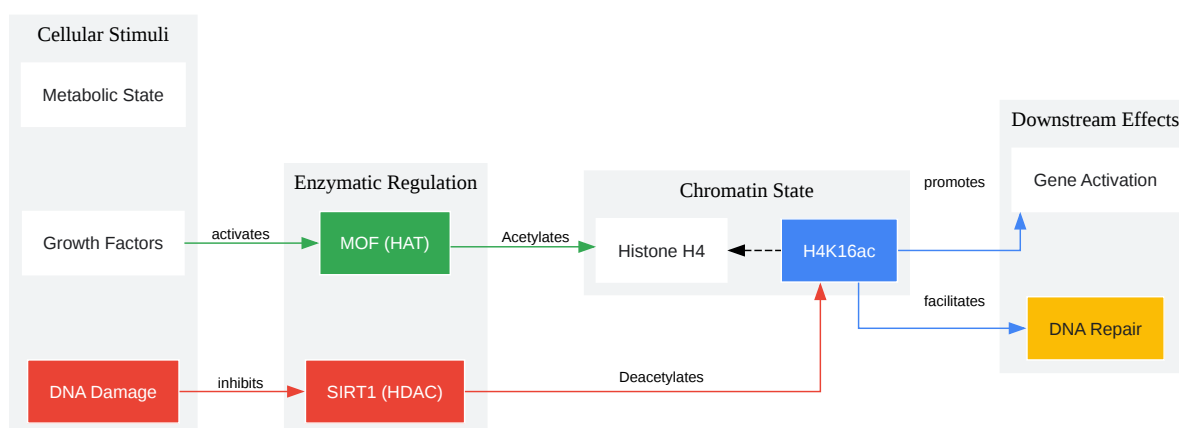 Cellular Stimuli
Metabolic State
Growth Factors
DNA Damage
activates
inhibits
Enzymatic Regulation
MOF (HAT)
SIRT1 (HDAC)
Acetylates
Deacetylates
Chromatin State
Histone H4
H4K16ac
promotes
facilitates
Downstream Effects
Gene Activation
DNA Repair